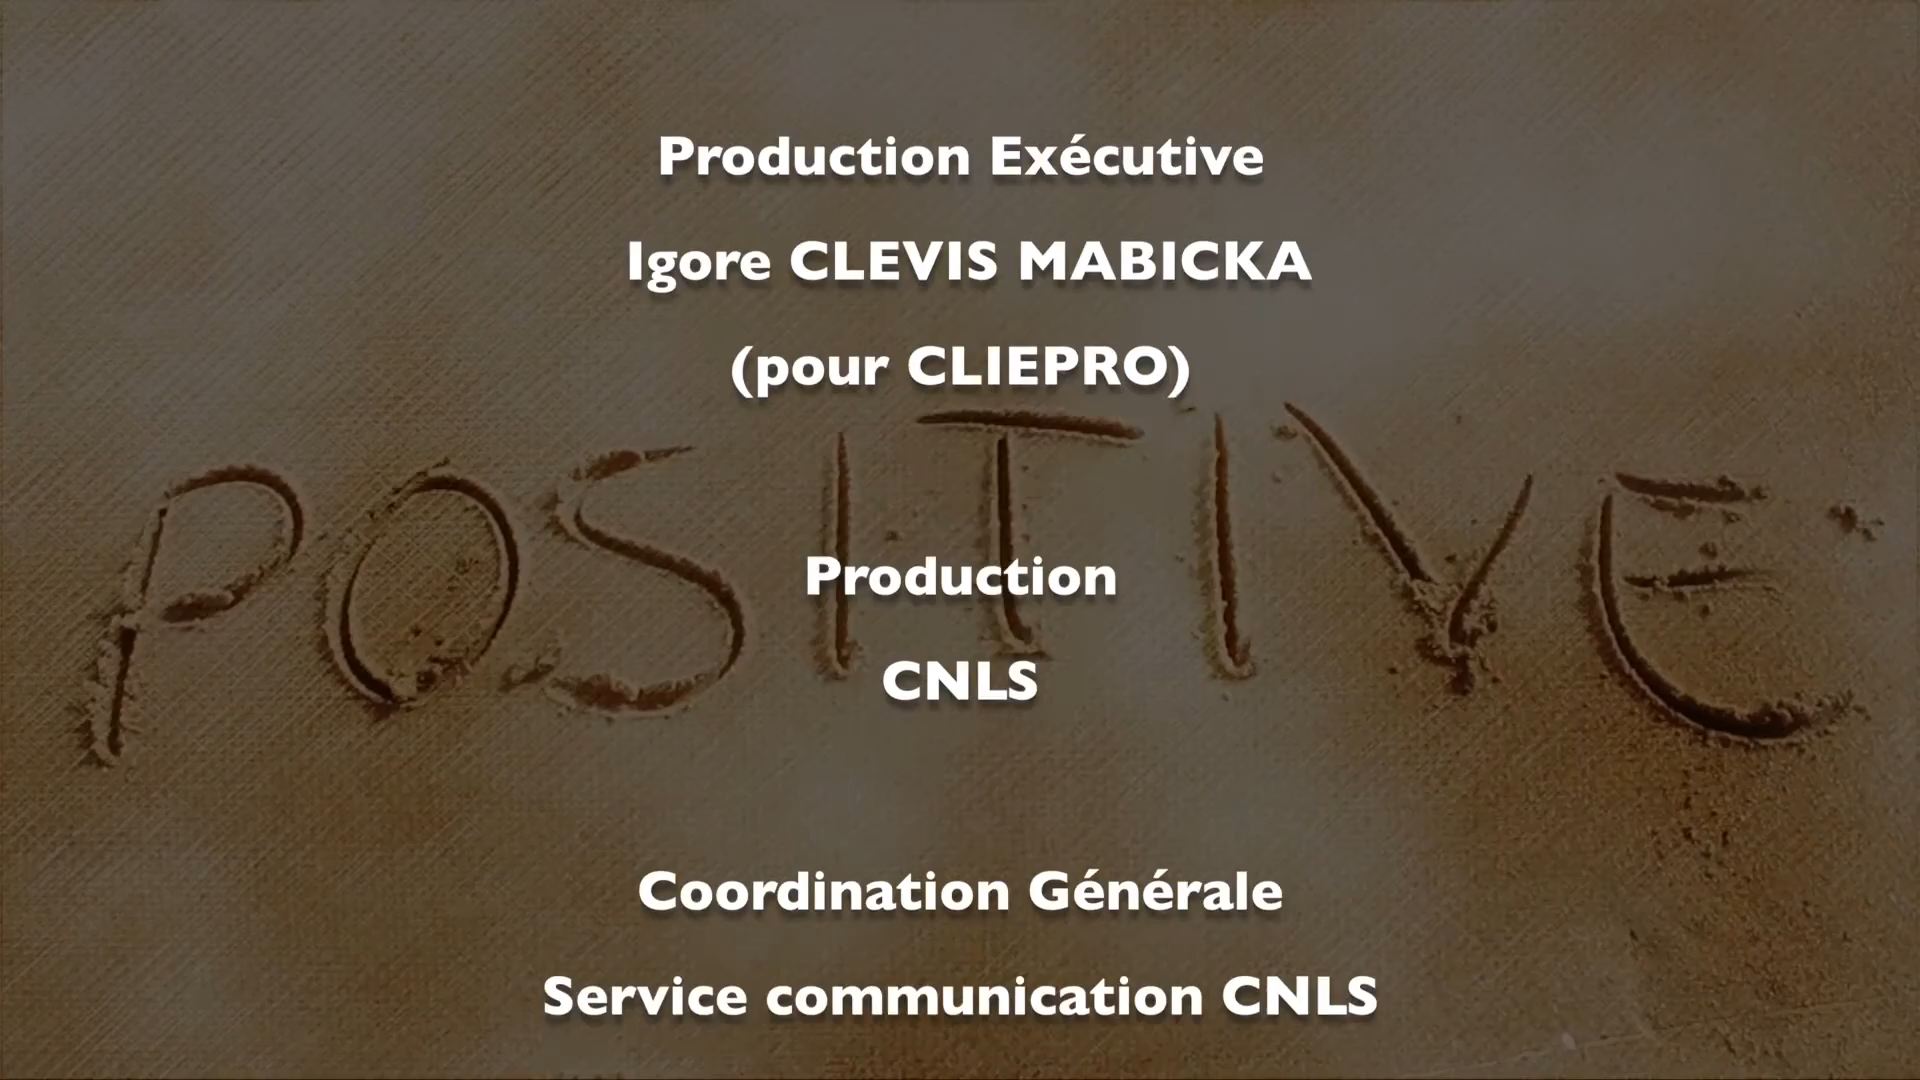 Production Exécutive
Igore CLEVIS MABICKA
(pour CLIEPRO)
POSITIVE
Production
CNLS
Coordination Générale
Service communication CNLS